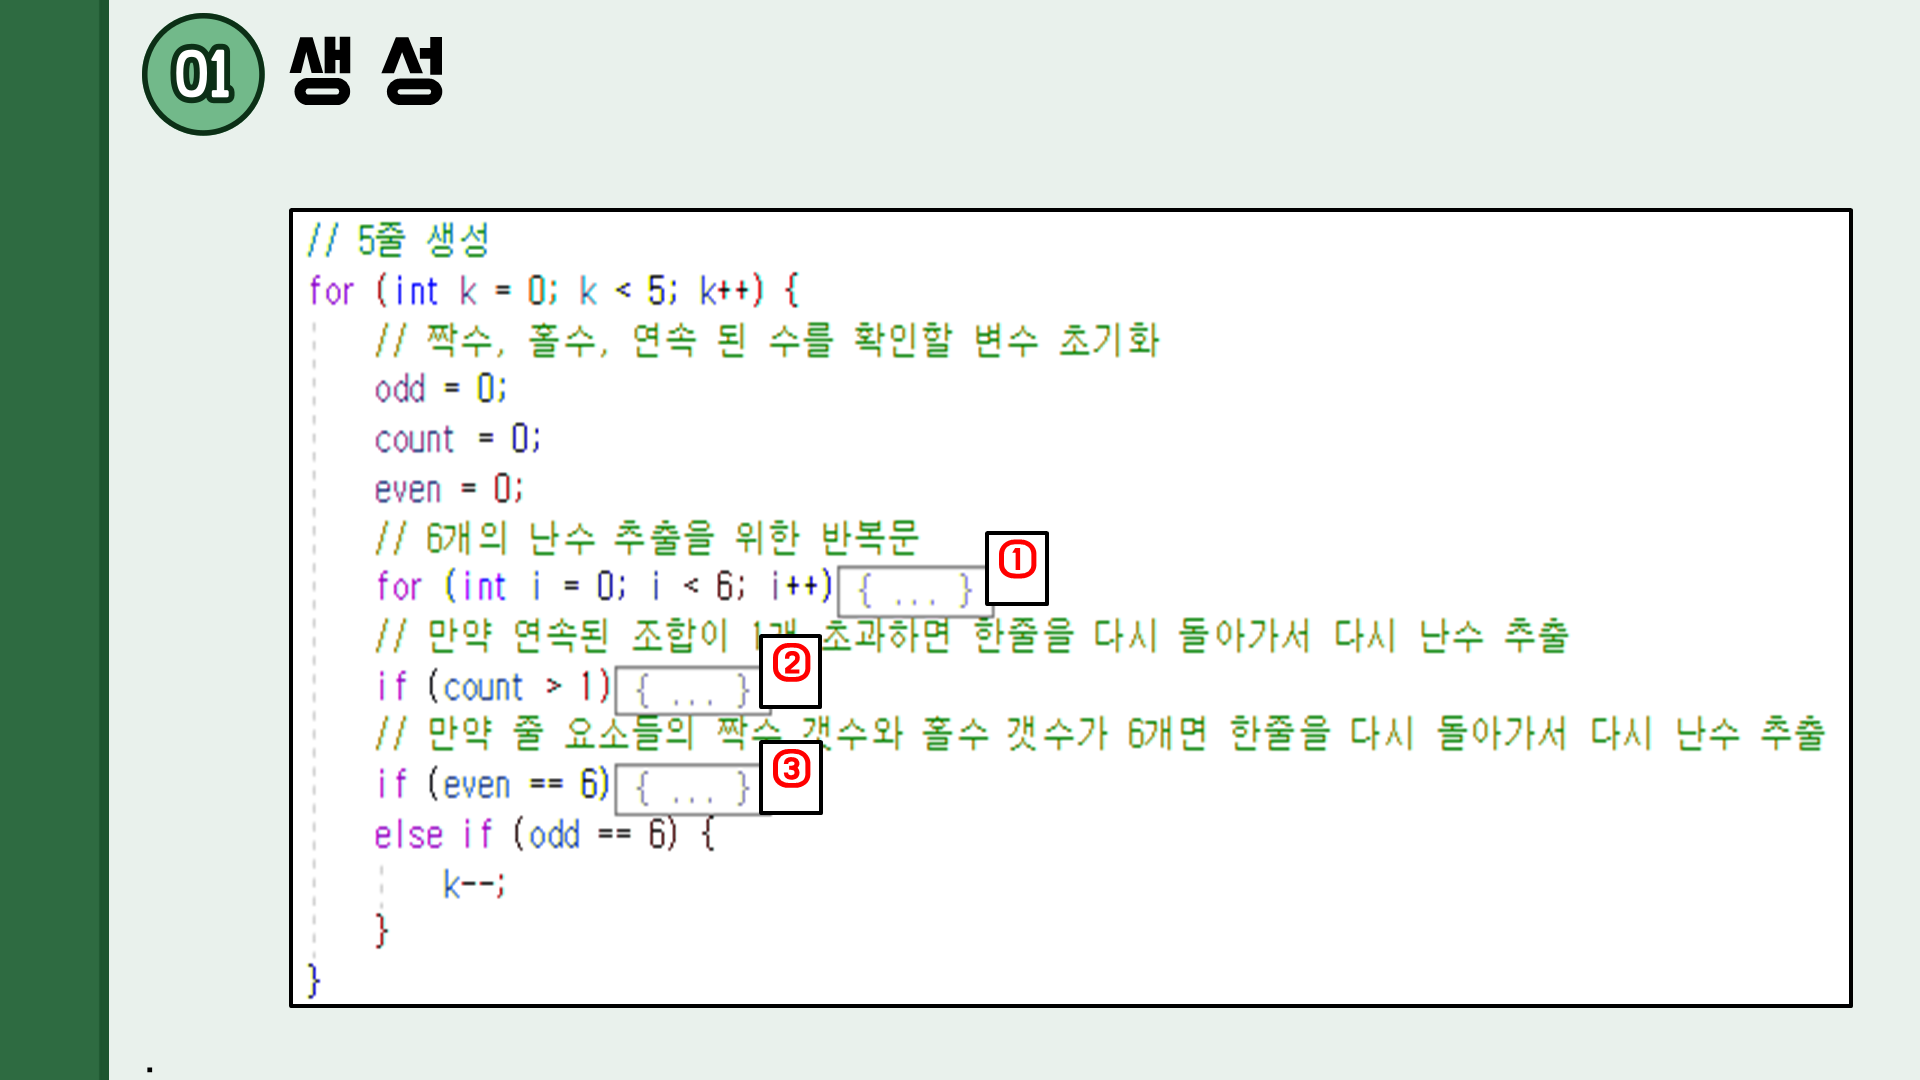 01 생 성
// 5줄 생성
for (int k = 0; k < 5; k++) {
// 짝수, 홀수, 연속 된 수를 확인할 변수 초기화
odd = 0;
count = 0;
even = 0;
// 6개의 난수 추출을 위한 반복문
for (int i = 0; i < 6; i++){ ... } ①
// 만약 연속된 조합이 1개 초과하면 한줄을 다시 돌아가서 다시 난수 추출
if (count > 1){ ... } ②
// 만약 줄 요소들의 짝수 갯수와 홀수 갯수가 6개면 한줄을 다시 돌아가서 다시 난수 추출
if (even == 6){ ... } ③
else if (odd == 6) {
k--;
}
}
.